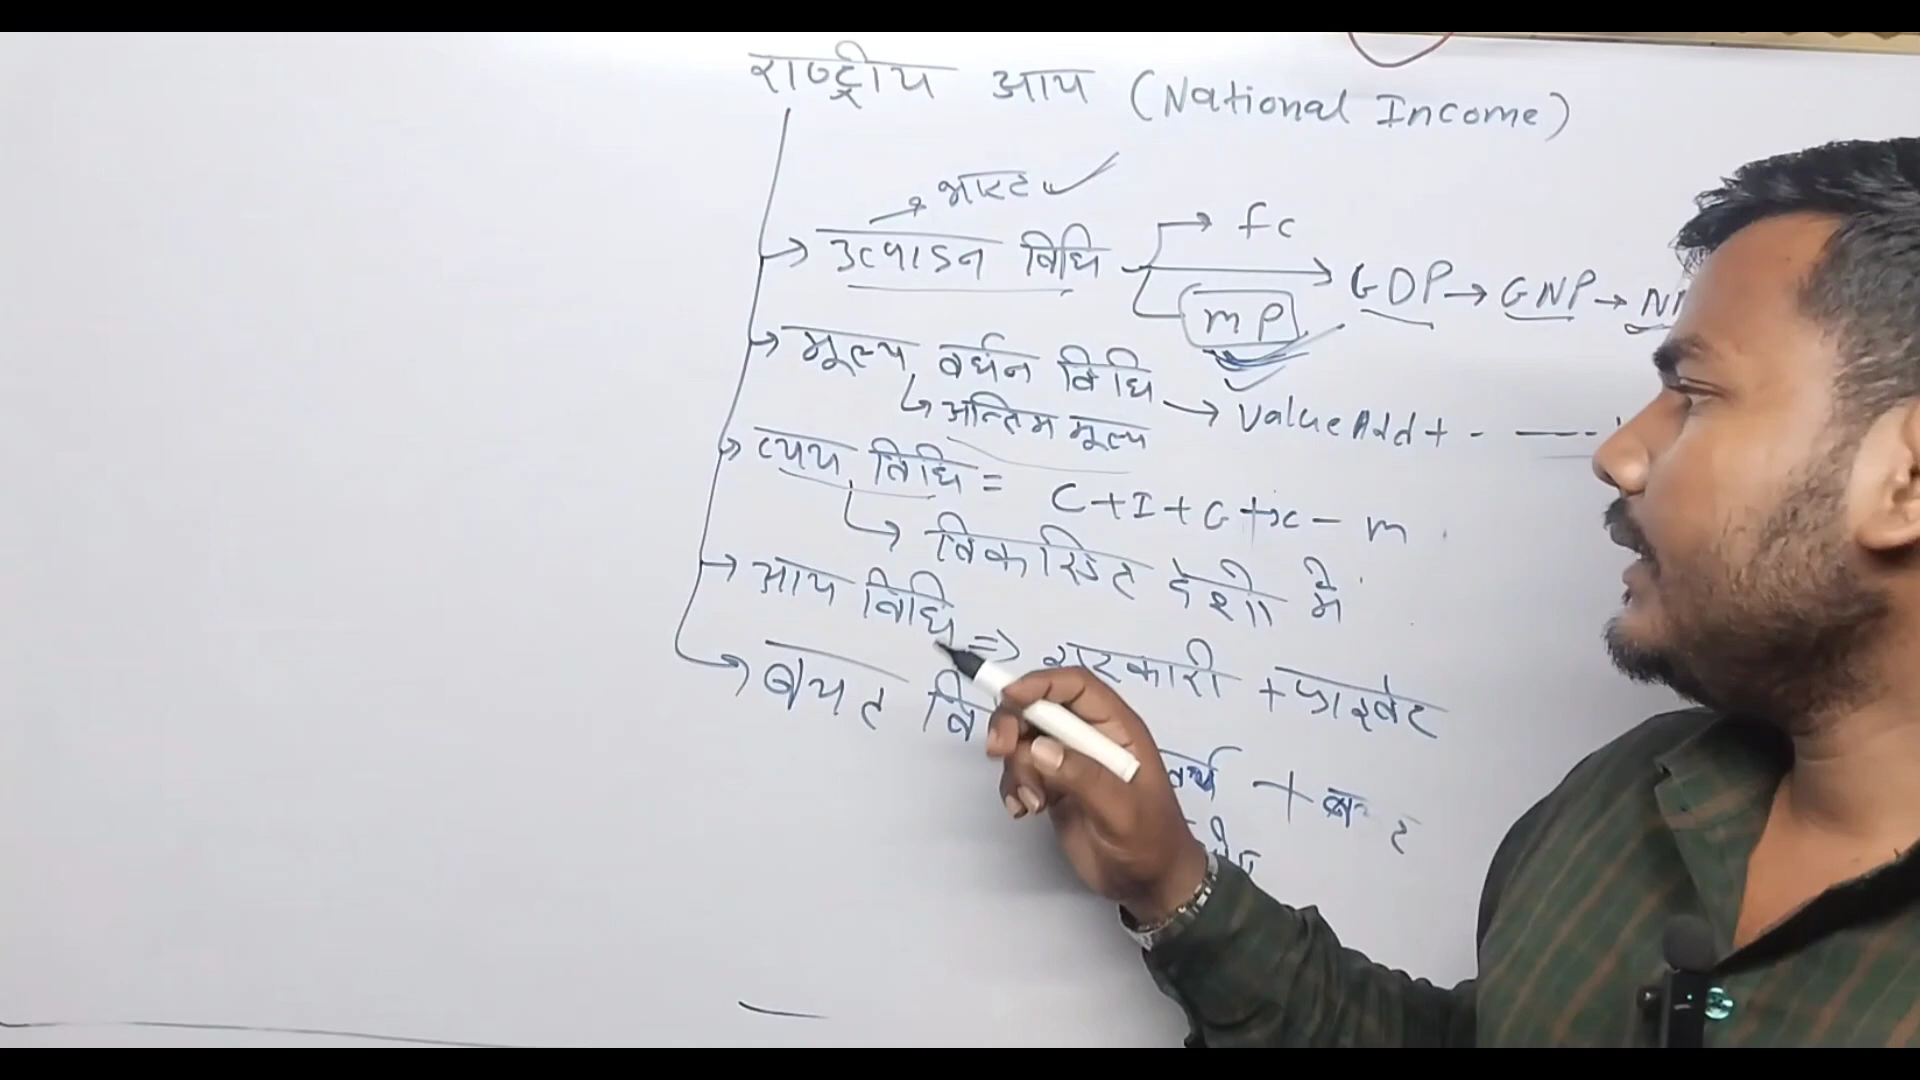 राष्ट्रीय आय (National Income)
भारत
उत्पादन विधि
fc
mP
GDP → GNP →
मूल्य वर्धन विधि → Value Add +
अन्तिम मूल्य
व्यय विधि = C+I+G+x-m
विकसित देशो में
आय विधि ⇒ सरकारी + प्राइवेट
बचत